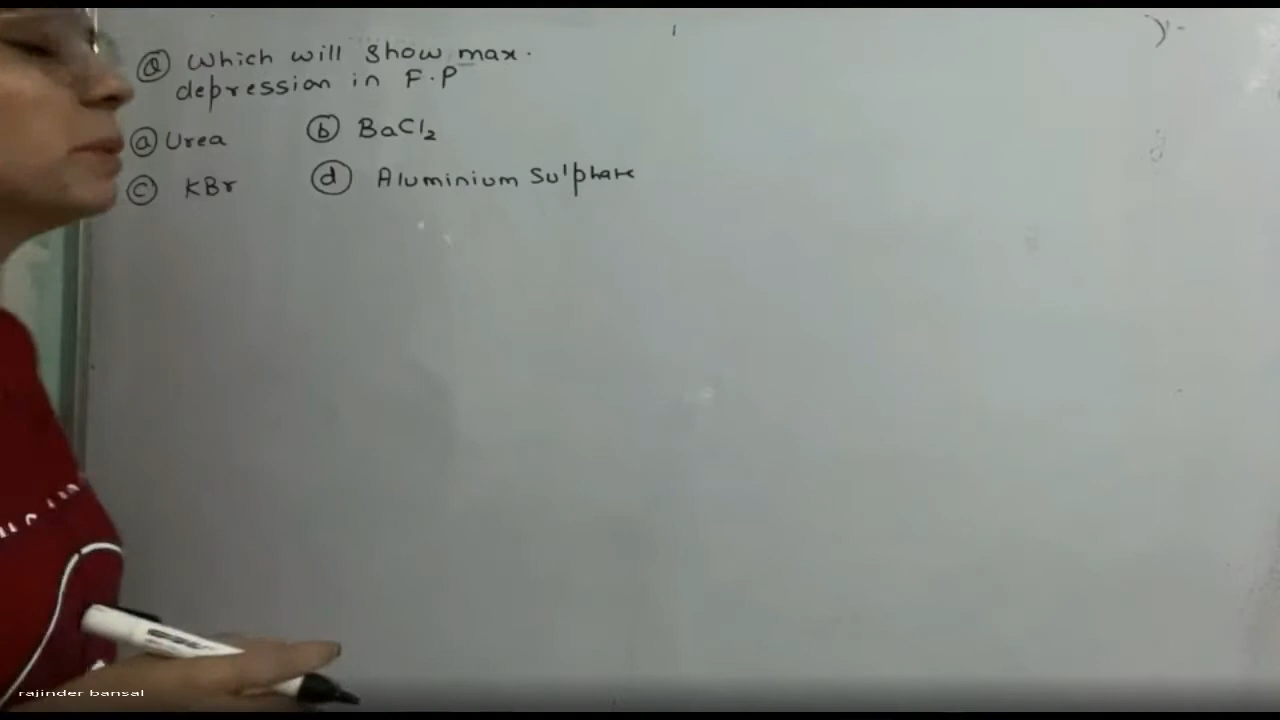 Q Which will show max.
depression in F.P
a Urea b BaCl₂
c KBr d Aluminium Sulphate
rajinder bansal